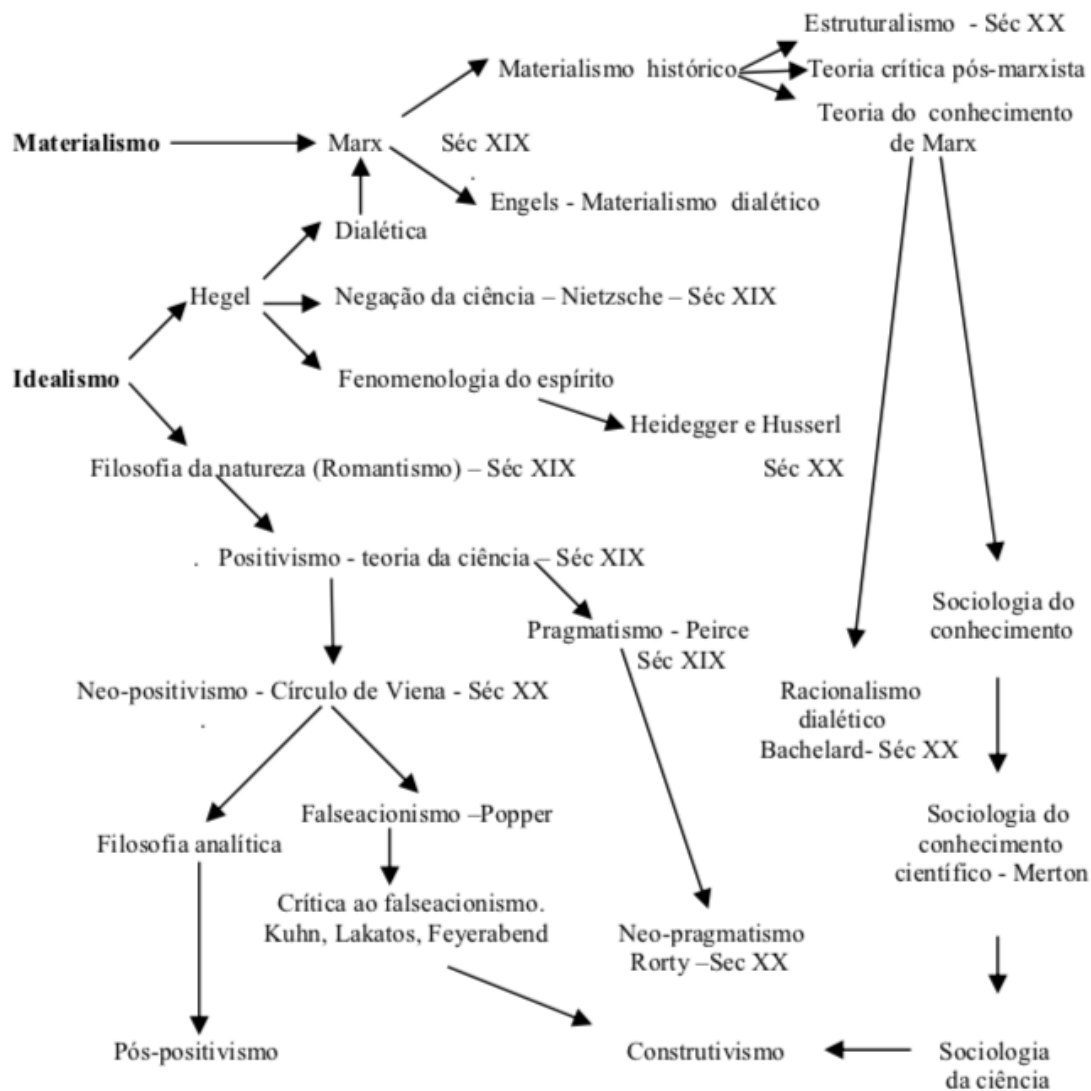 Estruturalismo - Séc XX
Materialismo histórico
Teoria crítica pós-marxista
Teoria do conhecimento
de Marx
Materialismo
Marx
Séc XIX
Engels - Materialismo dialético
Dialética
Hegel
Negação da ciência – Nietzsche – Séc XIX
Idealismo
Fenomenologia do espírito
Heidegger e Husserl
Séc XX
Filosofia da natureza (Romantismo) – Séc XIX
. Positivismo - teoria da ciência – Séc XIX
Pragmatismo - Peirce
Séc XIX
Sociologia do
conhecimento
Neo-positivismo - Círculo de Viena - Séc XX
Racionalismo
dialético
Bachelard- Séc XX
Falseacionismo –Popper
Filosofia analítica
Sociologia do
conhecimento
científico - Merton
Crítica ao falseacionismo.
Kuhn, Lakatos, Feyerabend
Neo-pragmatismo
Rorty –Sec XX
Pós-positivismo
Construtivismo
Sociologia
da ciência